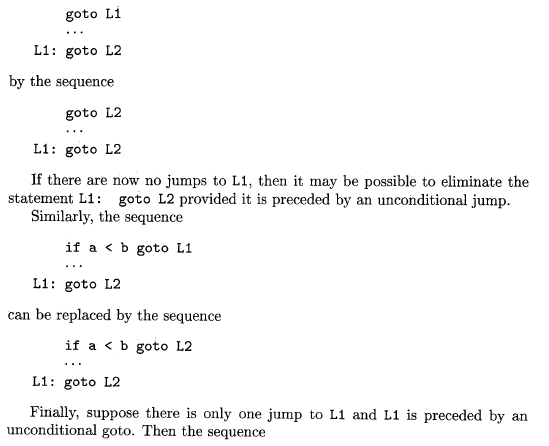 goto L1
...
L1: goto L2
by the sequence
goto L2
...
L1: goto L2
If there are now no jumps to L1, then it may be possible to eliminate the
statement L1: goto L2 provided it is preceded by an unconditional jump.
Similarly, the sequence
if a < b goto L1
...
L1: goto L2
can be replaced by the sequence
if a < b goto L2
...
L1: goto L2
Finally, suppose there is only one jump to L1 and L1 is preceded by an
unconditional goto. Then the sequence